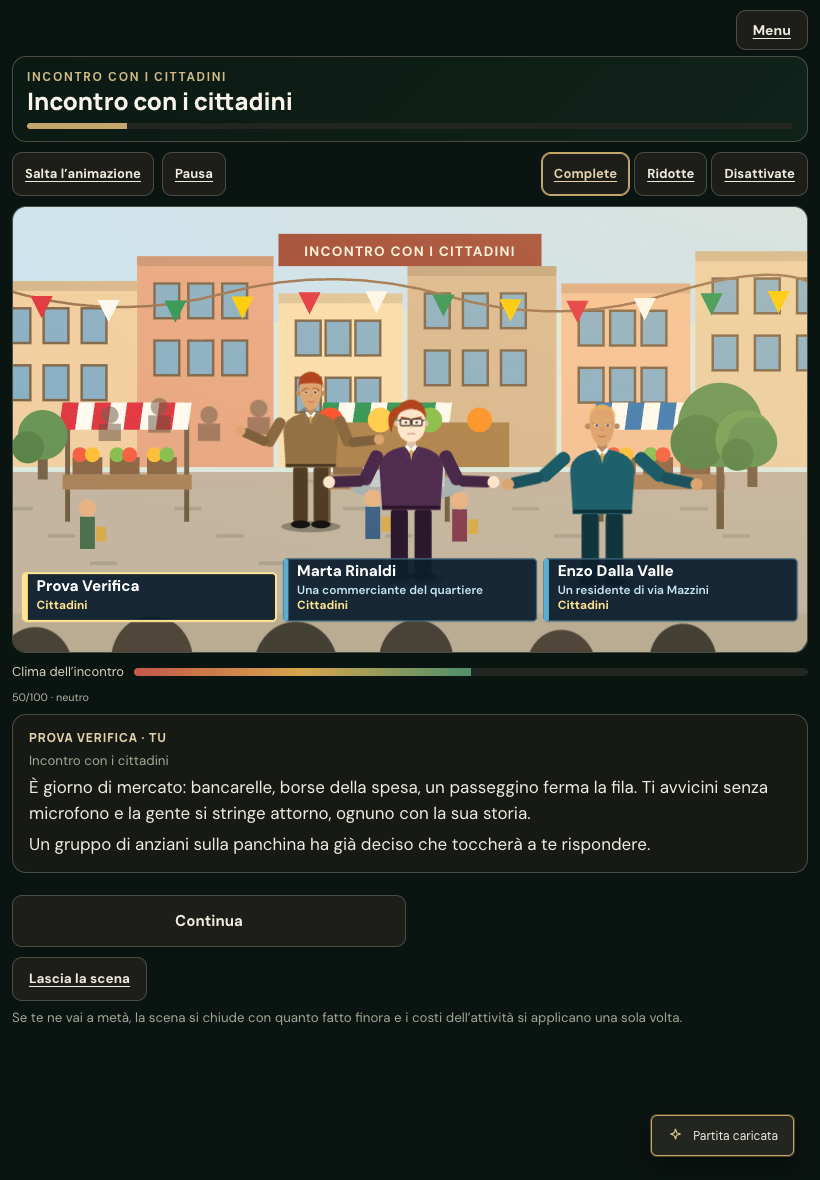 Menu
INCONTRO CON I CITTADINI
Incontro con i cittadini
Salta l’animazione
Pausa
Complete
Ridotte
Disattivate
INCONTRO CON I CITTADINI
Prova Verifica
Cittadini
Marta Rinaldi
Una commerciante del quartiere
Cittadini
Enzo Dalla Valle
Un residente di via Mazzini
Cittadini
Clima dell’incontro
50/100 · neutro
PROVA VERIFICA · TU
Incontro con i cittadini
È giorno di mercato: bancarelle, borse della spesa, un passeggino ferma la fila. Ti avvicini senza
microfono e la gente si stringe attorno, ognuno con la sua storia.
Un gruppo di anziani sulla panchina ha già deciso che toccherà a te rispondere.
Continua
Lascia la scena
Se te ne vai a metà, la scena si chiude con quanto fatto finora e i costi dell’attività si applicano una sola volta.
Partita caricata